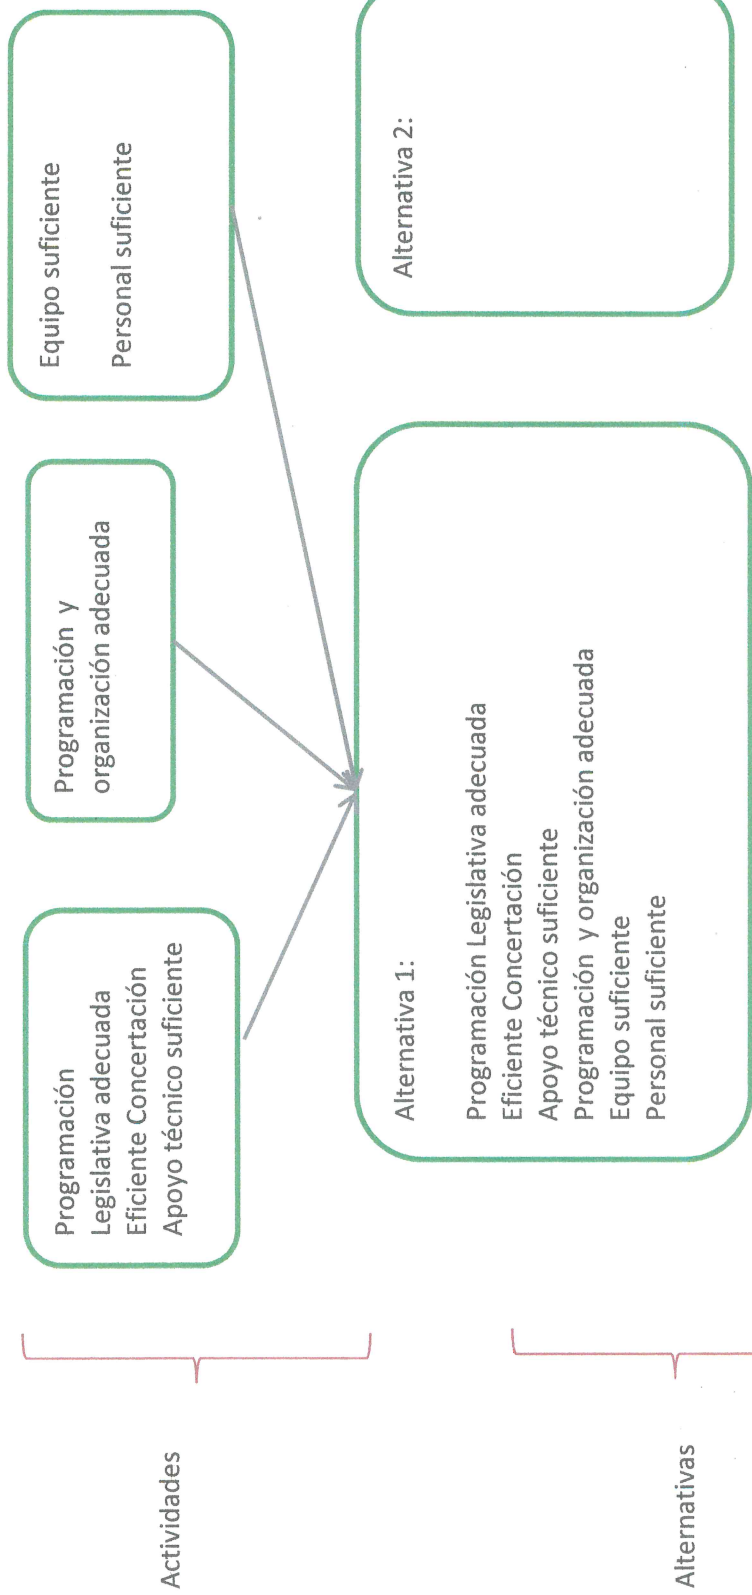 Actividades
Programación
Legislativa adecuada
Eficiente Concertación
Apoyo técnico suficiente
Programación y
organización adecuada
Equipo suficiente
Personal suficiente
Alternativas
Alternativa 1:
Programación Legislativa adecuada
Eficiente Concertación
Apoyo técnico suficiente
Programación y organización adecuada
Equipo suficiente
Personal suficiente
Alternativa 2: